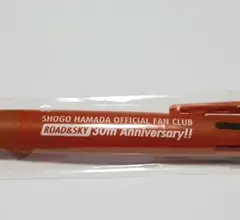 SHOGO HAMADA OFFICIAL FAN CLUB
ROAD&SKY 30th Anniversary!!